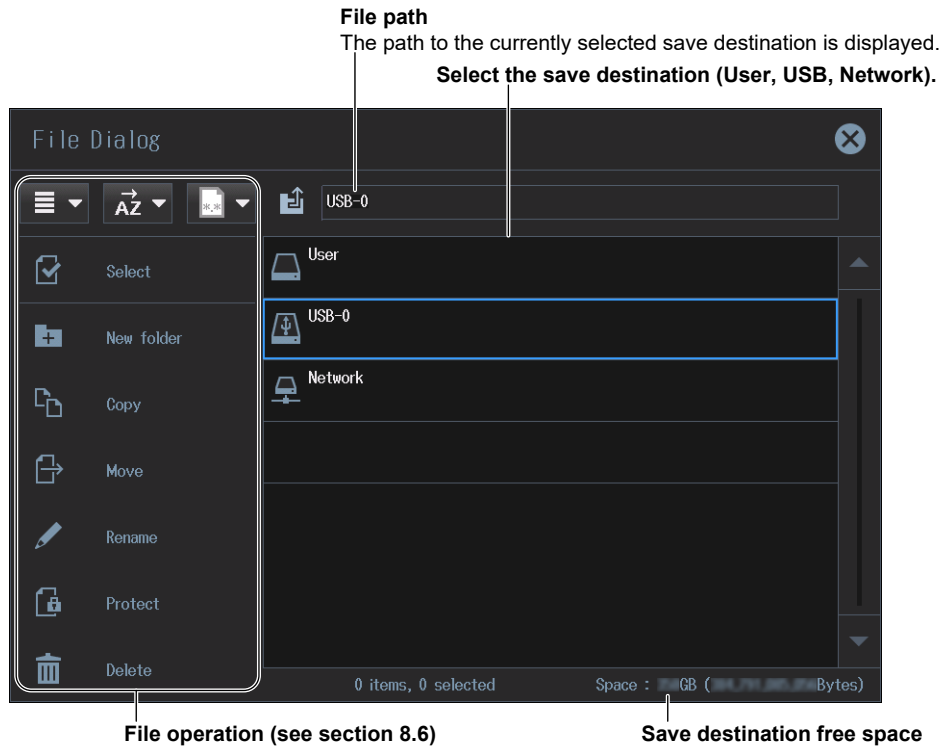 File path
The path to the currently selected save destination is displayed.
Select the save destination (User, USB, Network).
File Dialog
AZ
*.*
USB-0
Select
New folder
Copy
Move
Rename
Protect
Delete
User
USB-0
Network
0 items, 0 selected
Space : GB ( Bytes)
File operation (see section 8.6)
Save destination free space